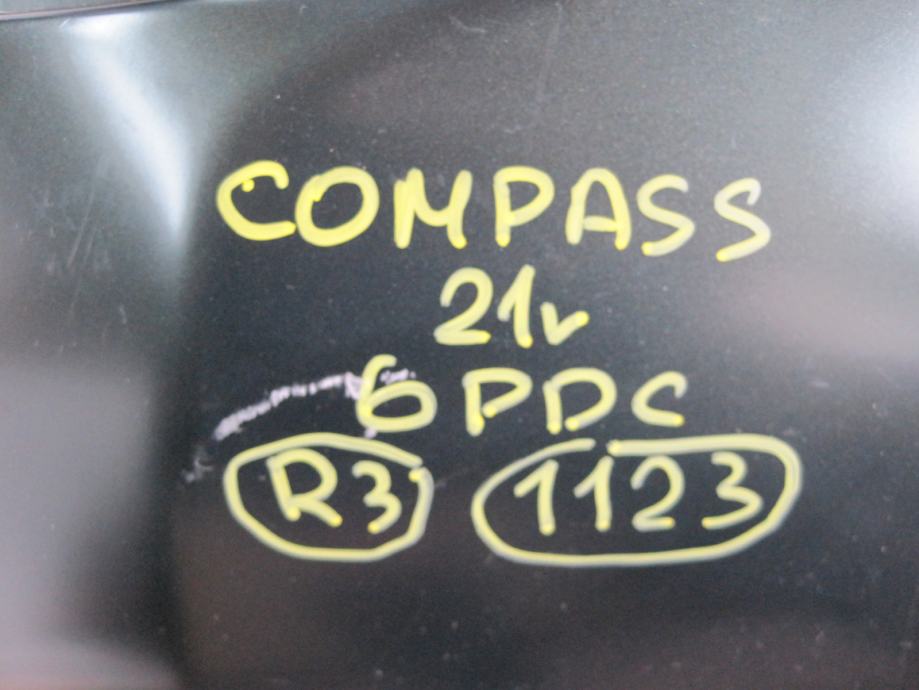 COMPASS
21v
6PDC
R3 1123